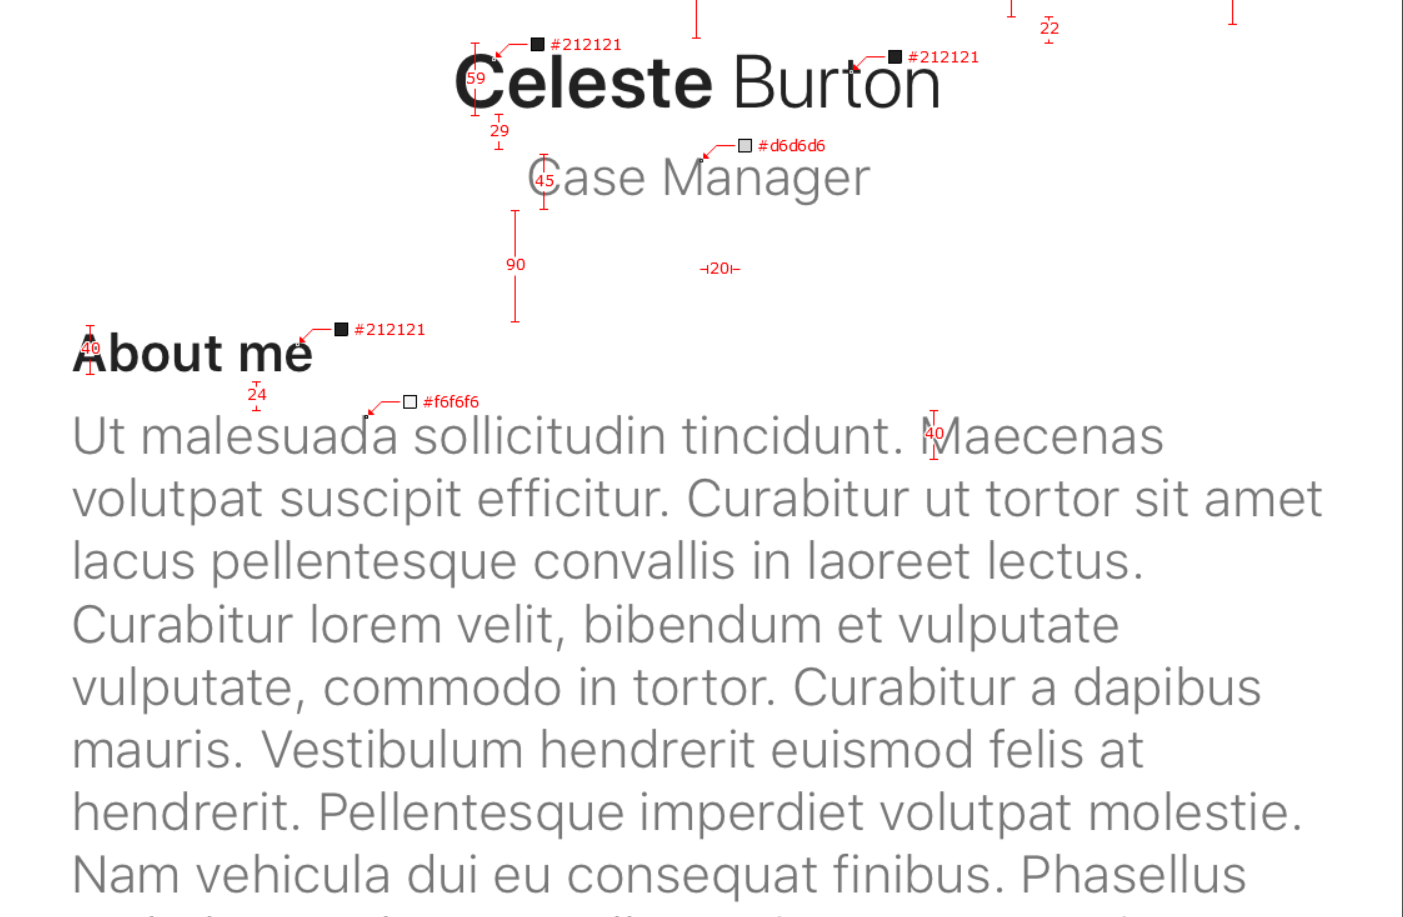 22
#212121
#212121
59
Celeste Burton
29
#d6d6d6
45
Case Manager
90
20
#212121
40
About me
24
#f6f6f6
40
Ut malesuada sollicitudin tincidunt. Maecenas
volutpat suscipit efficitur. Curabitur ut tortor sit amet
lacus pellentesque convallis in laoreet lectus.
Curabitur lorem velit, bibendum et vulputate
vulputate, commodo in tortor. Curabitur a dapibus
mauris. Vestibulum hendrerit euismod felis at
hendrerit. Pellentesque imperdiet volutpat molestie.
Nam vehicula dui eu consequat finibus. Phasellus